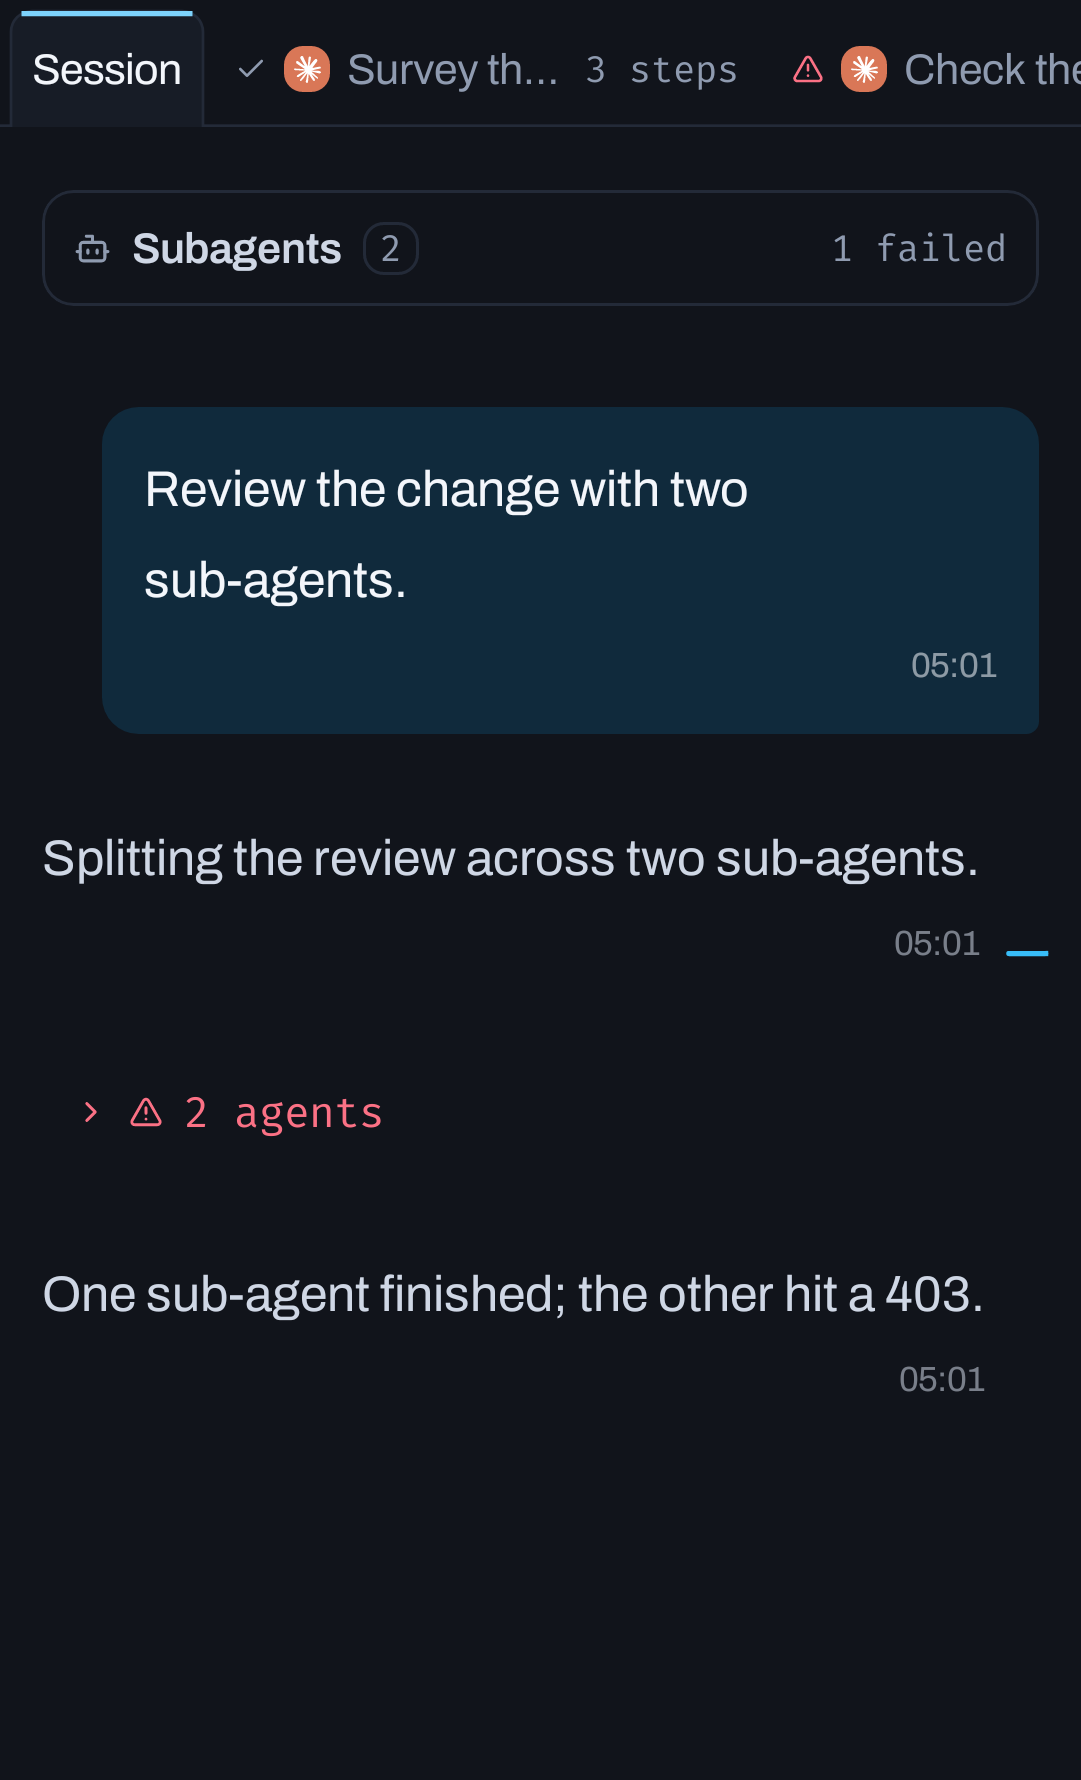 Session
Survey th... 3 steps
Check the
Subagents 2
1 failed
Review the change with two
sub-agents.
05:01
Splitting the review across two sub-agents.
05:01
2 agents
One sub-agent finished; the other hit a 403.
05:01